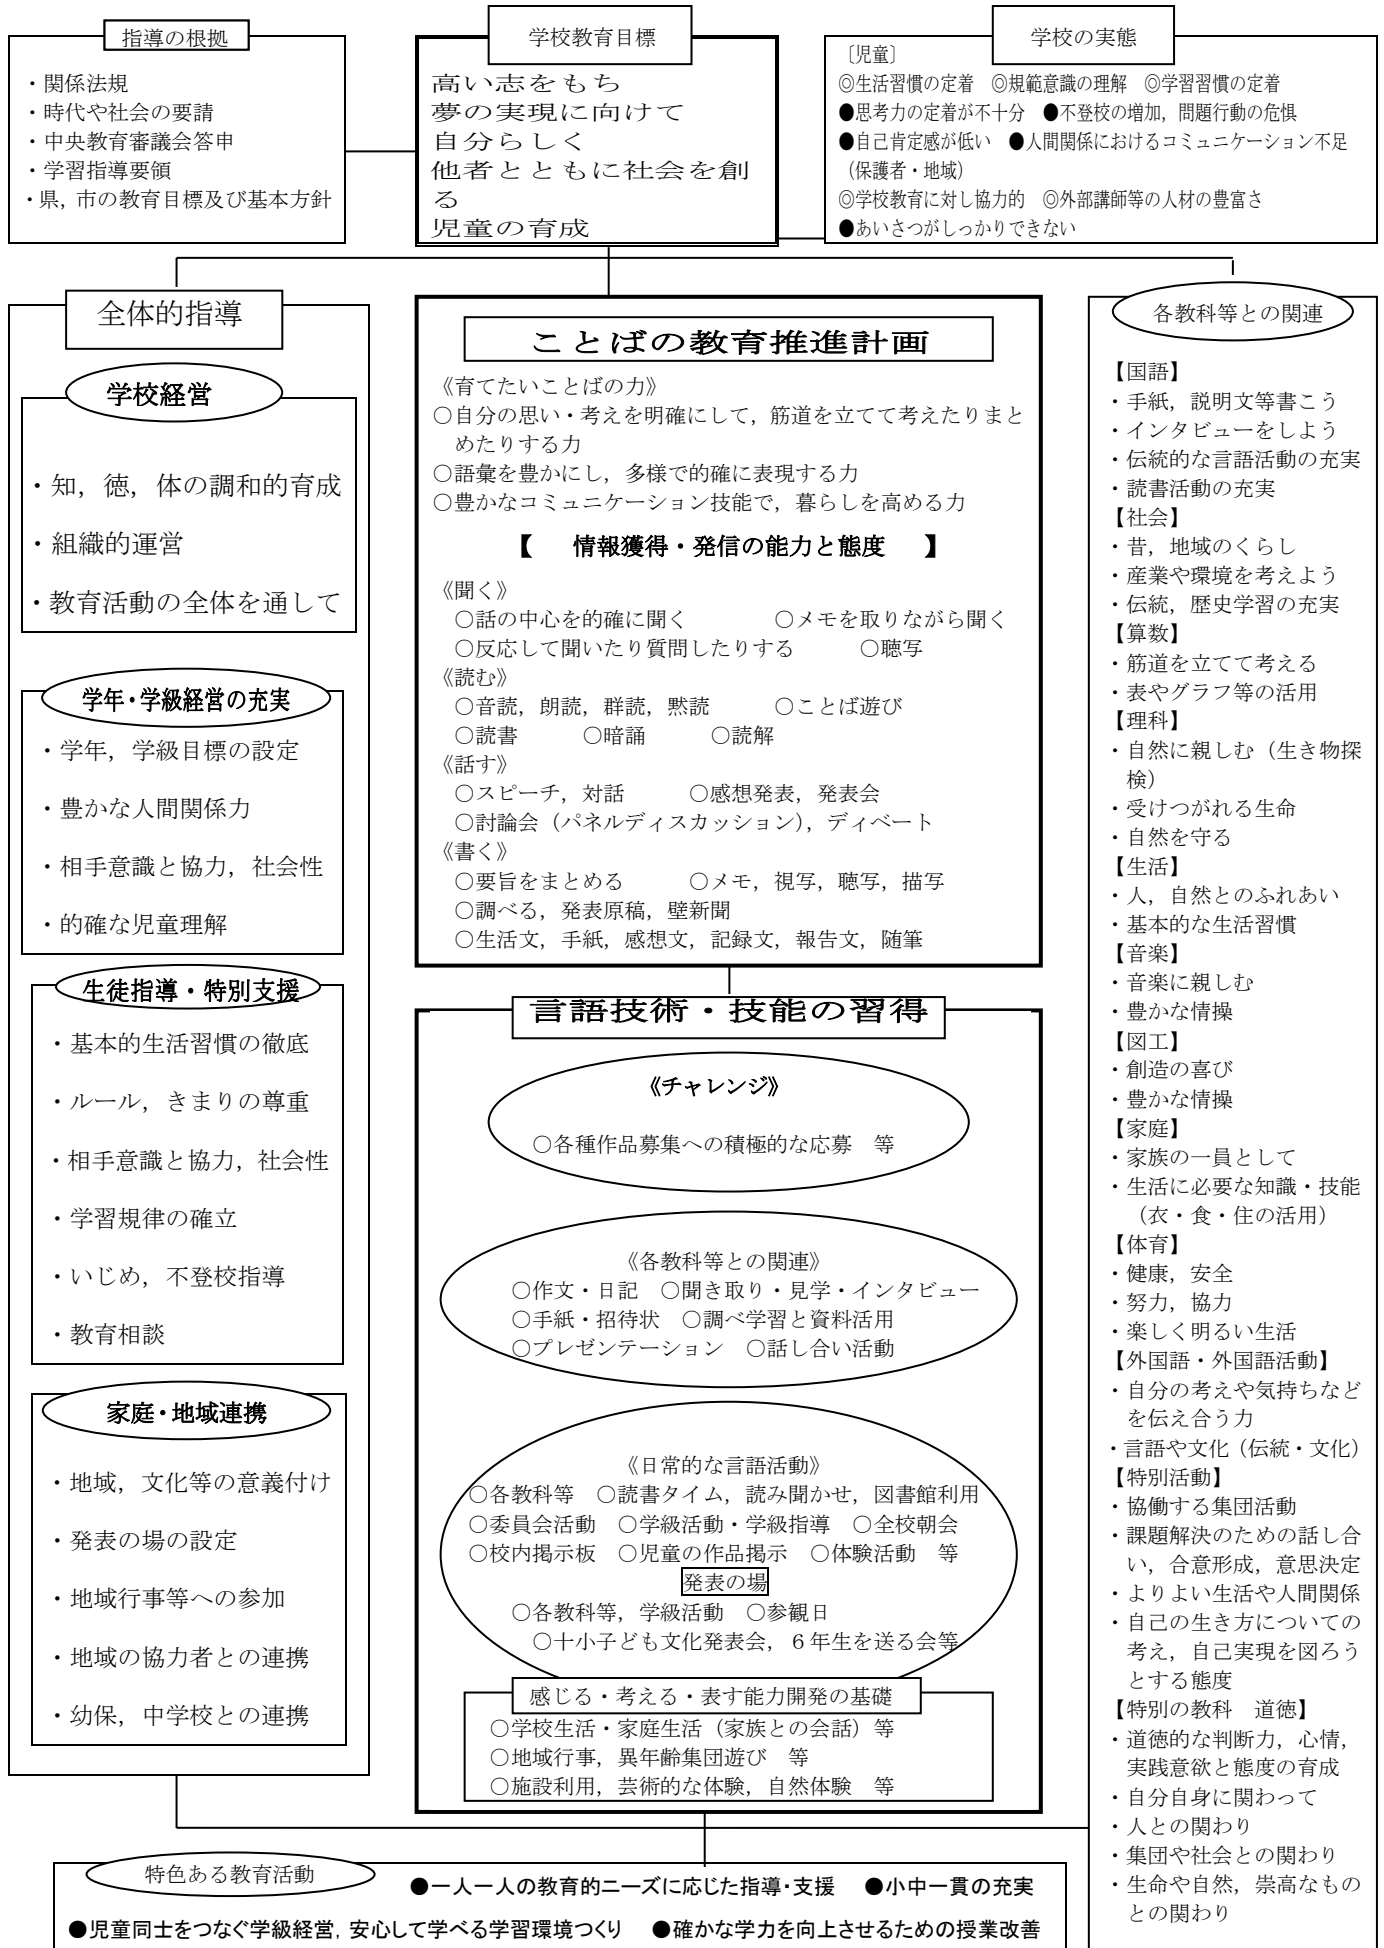 指導の根拠
・関係法規
・時代や社会の要請
・中央教育審議会答申
・学習指導要領
・県，市の教育目標及び基本方針
学校教育目標
高い志をもち
夢の実現に向けて
自分らしく
他者とともに社会を創
る
児童の育成
学校の実態
〔児童〕
◎生活習慣の定着　◎規範意識の理解　◎学習習慣の定着
●思考力の定着が不十分　●不登校の増加，問題行動の危惧
●自己肯定感が低い　●人間関係におけるコミュニケーション不足
（保護者・地域）
◎学校教育に対し協力的　◎外部講師等の人材の豊富さ
●あいさつがしっかりできない
全体的指導
学校経営
・知，徳，体の調和的育成
・組織的運営
・教育活動の全体を通して
学年・学級経営の充実
・学年，学級目標の設定
・豊かな人間関係力
・相手意識と協力，社会性
・的確な児童理解
生徒指導・特別支援
・基本的生活習慣の徹底
・ルール，きまりの尊重
・相手意識と協力，社会性
・学習規律の確立
・いじめ，不登校指導
・教育相談
家庭・地域連携
・地域，文化等の意義付け
・発表の場の設定
・地域行事等への参加
・地域の協力者との連携
・幼保，中学校との連携
ことばの教育推進計画
《育てたいことばの力》
○自分の思い・考えを明確にして，筋道を立てて考えたりまと
めたりする力
○語彙を豊かにし，多様で的確に表現する力
○豊かなコミュニケーション技能で，暮らしを高める力
【　情報獲得・発信の能力と態度　】
《聞く》
○話の中心を的確に聞く　　　　○メモを取りながら聞く
○反応して聞いたり質問したりする　　　○聴写
《読む》
○音読，朗読，群読，黙読　　　○ことば遊び
○読書　　　○暗誦　　　○読解
《話す》
○スピーチ，対話　　　○感想発表，発表会
○討論会（パネルディスカッション），ディベート
《書く》
○要旨をまとめる　　　○メモ，視写，聴写，描写
○調べる，発表原稿，壁新聞
○生活文，手紙，感想文，記録文，報告文，随筆
言語技術・技能の習得
《チャレンジ》
○各種作品募集への積極的な応募　等
《各教科等との関連》
○作文・日記　○聞き取り・見学・インタビュー
○手紙・招待状　○調べ学習と資料活用
○プレゼンテーション　○話し合い活動
《日常的な言語活動》
○各教科等　○読書タイム，読み聞かせ，図書館利用
○委員会活動　○学級活動・学級指導　○全校朝会
○校内掲示板　○児童の作品掲示　○体験活動　等
発表の場
○各教科等，学級活動　○参観日
○十小子ども文化発表会，６年生を送る会等
感じる・考える・表す能力開発の基礎
○学校生活・家庭生活（家族との会話）等
○地域行事，異年齢集団遊び　等
○施設利用，芸術的な体験，自然体験　等
各教科等との関連
【国語】
・手紙，説明文等書こう
・インタビューをしよう
・伝統的な言語活動の充実
・読書活動の充実
【社会】
・昔，地域のくらし
・産業や環境を考えよう
・伝統，歴史学習の充実
【算数】
・筋道を立てて考える
・表やグラフ等の活用
【理科】
・自然に親しむ（生き物探
検）
・受けつがれる生命
・自然を守る
【生活】
・人，自然とのふれあい
・基本的な生活習慣
【音楽】
・音楽に親しむ
・豊かな情操
【図工】
・創造の喜び
・豊かな情操
【家庭】
・家族の一員として
・生活に必要な知識・技能
（衣・食・住の活用）
【体育】
・健康，安全
・努力，協力
・楽しく明るい生活
【外国語・外国語活動】
・自分の考えや気持ちなど
を伝え合う力
・言語や文化（伝統・文化）
【特別活動】
・協働する集団活動
・課題解決のための話し合
い，合意形成，意思決定
・よりよい生活や人間関係
・自己の生き方についての
考え，自己実現を図ろう
とする態度
【特別の教科　道徳】
・道徳的な判断力，心情，
実践意欲と態度の育成
・自分自身に関わって
・人との関わり
・集団や社会との関わり
・生命や自然，崇高なもの
との関わり
特色ある教育活動
●一人一人の教育的ニーズに応じた指導・支援　●小中一貫の充実
●児童同士をつなぐ学級経営，安心して学べる学習環境つくり　●確かな学力を向上させるための授業改善